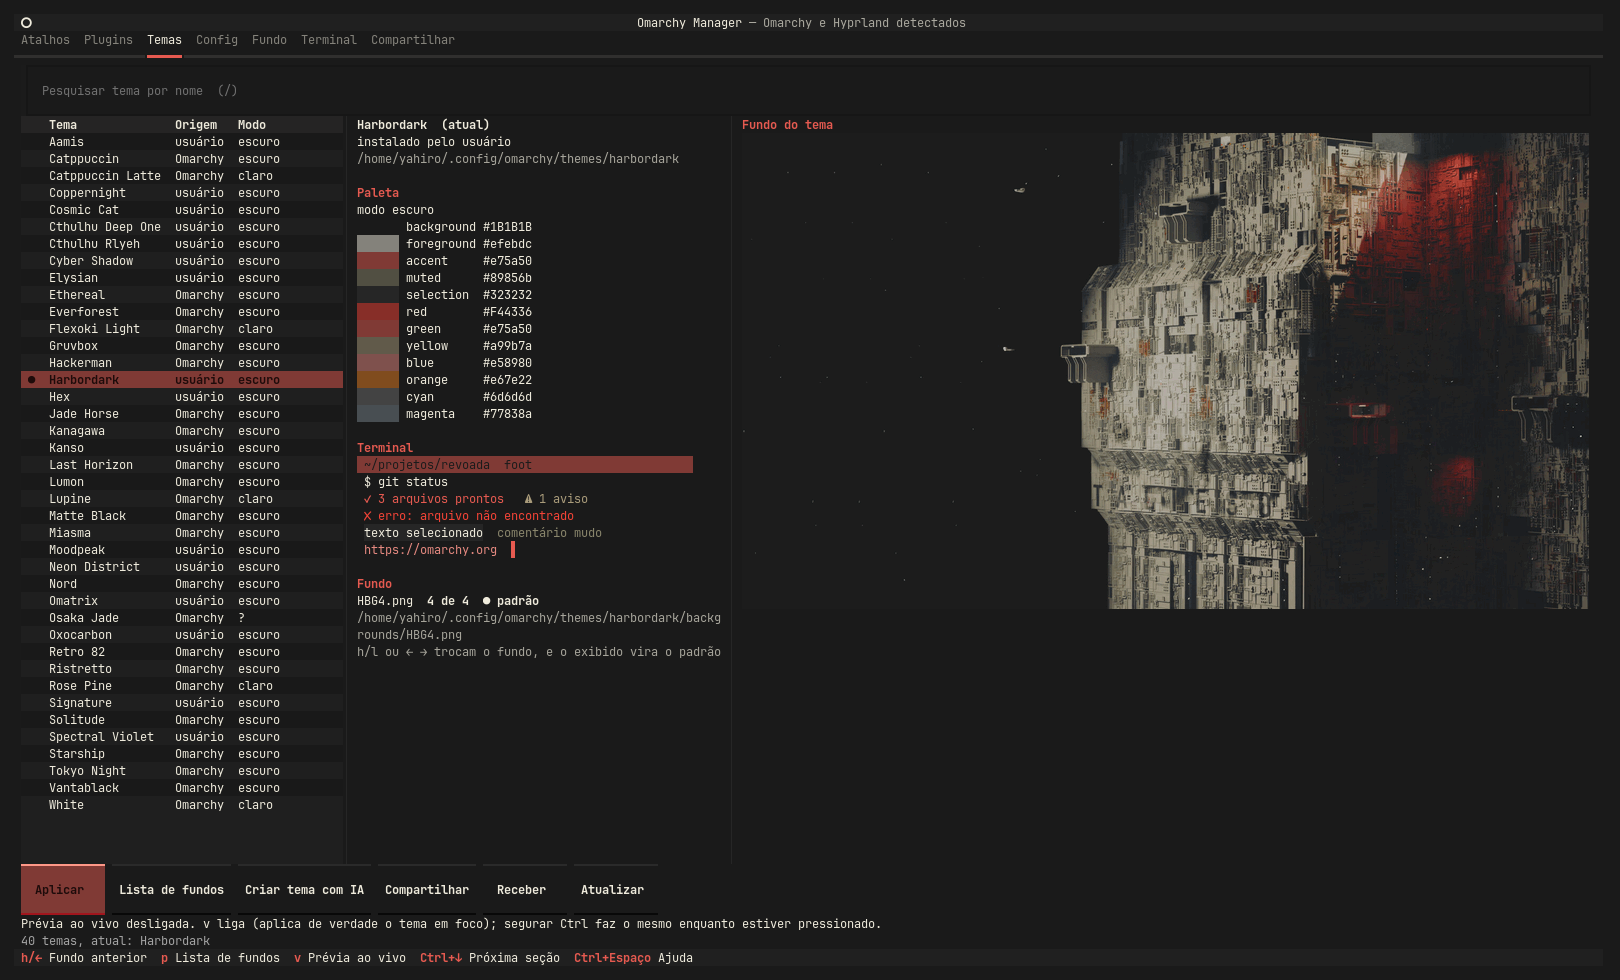 Omarchy Manager — Omarchy e Hyprland detectados
Atalhos Plugins Temas Config Fundo Terminal Compartilhar
Pesquisar tema por nome (/)
Tema Origem Modo
Aamis usuário escuro
Catppuccin Omarchy escuro
Catppuccin Latte Omarchy claro
Coppernight usuário escuro
Cosmic Cat usuário escuro
Cthulhu Deep One usuário escuro
Cthulhu Rlyeh usuário escuro
Cyber Shadow usuário escuro
Elysian usuário escuro
Ethereal Omarchy escuro
Everforest Omarchy escuro
Flexoki Light Omarchy claro
Gruvbox Omarchy escuro
Hackerman Omarchy escuro
● Harbordark usuário escuro
Hex usuário escuro
Jade Horse Omarchy escuro
Kanagawa Omarchy escuro
Kanso usuário escuro
Last Horizon Omarchy escuro
Lumon Omarchy escuro
Lupine Omarchy claro
Matte Black Omarchy escuro
Miasma Omarchy escuro
Moodpeak usuário escuro
Neon District usuário escuro
Nord Omarchy escuro
Omatrix usuário escuro
Osaka Jade Omarchy ?
Oxocarbon usuário escuro
Retro 82 Omarchy escuro
Ristretto Omarchy escuro
Rose Pine Omarchy claro
Signature usuário escuro
Solitude Omarchy escuro
Spectral Violet usuário escuro
Starship Omarchy escuro
Tokyo Night Omarchy escuro
Vantablack Omarchy escuro
White Omarchy claro
Harbordark (atual)
instalado pelo usuário
/home/yahiro/.config/omarchy/themes/harbordark
Paleta
modo escuro
background #1B1B1B
foreground #efebdc
accent #e75a50
muted #89856b
selection #323232
red #F44336
green #e75a50
yellow #a99b7a
blue #e58980
orange #e67e22
cyan #6d6d6d
magenta #77838a
Terminal
~/projetos/revoada foot
$ git status
✓ 3 arquivos prontos ⚠ 1 aviso
✗ erro: arquivo não encontrado
texto selecionado comentário mudo
https://omarchy.org
Fundo
HBG4.png 4 de 4 ● padrão
/home/yahiro/.config/omarchy/themes/harbordark/backg
rounds/HBG4.png
h/l ou ← → trocam o fundo, e o exibido vira o padrão
Fundo do tema
Aplicar Lista de fundos Criar tema com IA Compartilhar Receber Atualizar
Prévia ao vivo desligada. v liga (aplica de verdade o tema em foco); segurar Ctrl faz o mesmo enquanto estiver pressionado.
40 temas, atual: Harbordark
h/← Fundo anterior p Lista de fundos v Prévia ao vivo Ctrl+↓ Próxima seção Ctrl+Espaço Ajuda